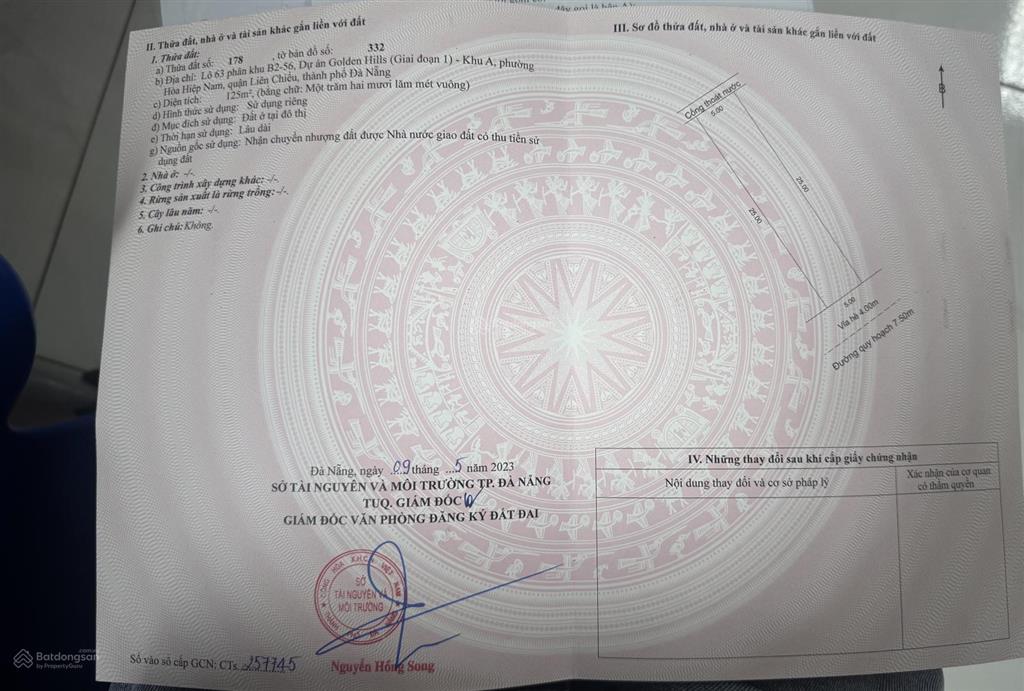 II. Thửa đất, nhà ở và tài sản khác gắn liền với đất
1. Thửa đất:
a) Thửa đất số: 178 , tờ bản đồ số: 332
b) Địa chỉ: Lô 63 phân khu B2-56, Dự án Golden Hills (Giai đoạn 1) - Khu A, phường
Hòa Hiệp Nam, quận Liên Chiểu, thành phố Đà Nẵng
c) Diện tích: 125m², (bằng chữ: Một trăm hai mươi lăm mét vuông)
d) Hình thức sử dụng: Sử dụng riêng
đ) Mục đích sử dụng: Đất ở tại đô thị
e) Thời hạn sử dụng: Lâu dài
g) Nguồn gốc sử dụng: Nhận chuyển nhượng đất được Nhà nước giao đất có thu tiền sử
dụng đất
2. Nhà ở: -/-
3. Công trình xây dựng khác: -/-
4. Rừng sản xuất là rừng trồng: -/-
5. Cây lâu năm: -/-
6. Ghi chú: Không.
Đà Nẵng, ngày 09 tháng 5 năm 2023
SỞ TÀI NGUYÊN VÀ MÔI TRƯỜNG TP. ĐÀ NẴNG
TUQ. GIÁM ĐỐC
GIÁM ĐỐC VĂN PHÒNG ĐĂNG KÝ ĐẤT ĐAI
SỞ
TÀI NGUYÊN VÀ
MÔI TRƯỜNG
Nguyễn Hồng Song
Số vào sổ cấp GCN: CTs 257745
III. Sơ đồ thửa đất, nhà ở và tài sản khác gắn liền với đất
B
Cống thoát nước
5.00
25.00
25.00
5.00
Vỉa hè 4.00m
Đường quy hoạch 7.50m
IV. Những thay đổi sau khi cấp giấy chứng nhận
Nội dung thay đổi và cơ sở pháp lý
Xác nhận của cơ quan
có thẩm quyền
Batdongsan
by PropertyGuru